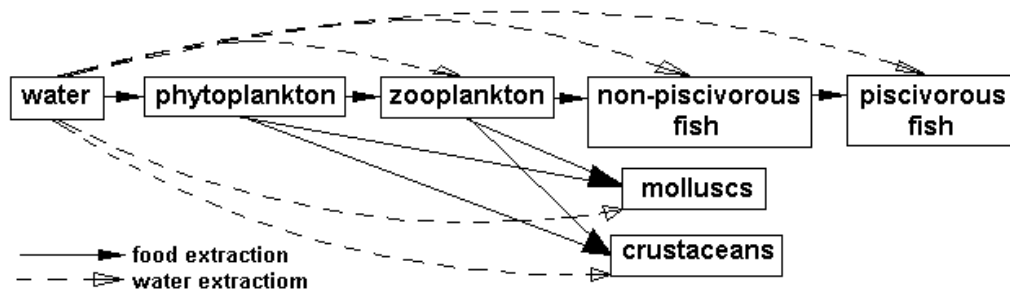 water
phytoplankton
zooplankton
non-piscivorous
fish
piscivorous
fish
molluscs
crustaceans
food extraction
water extractiom